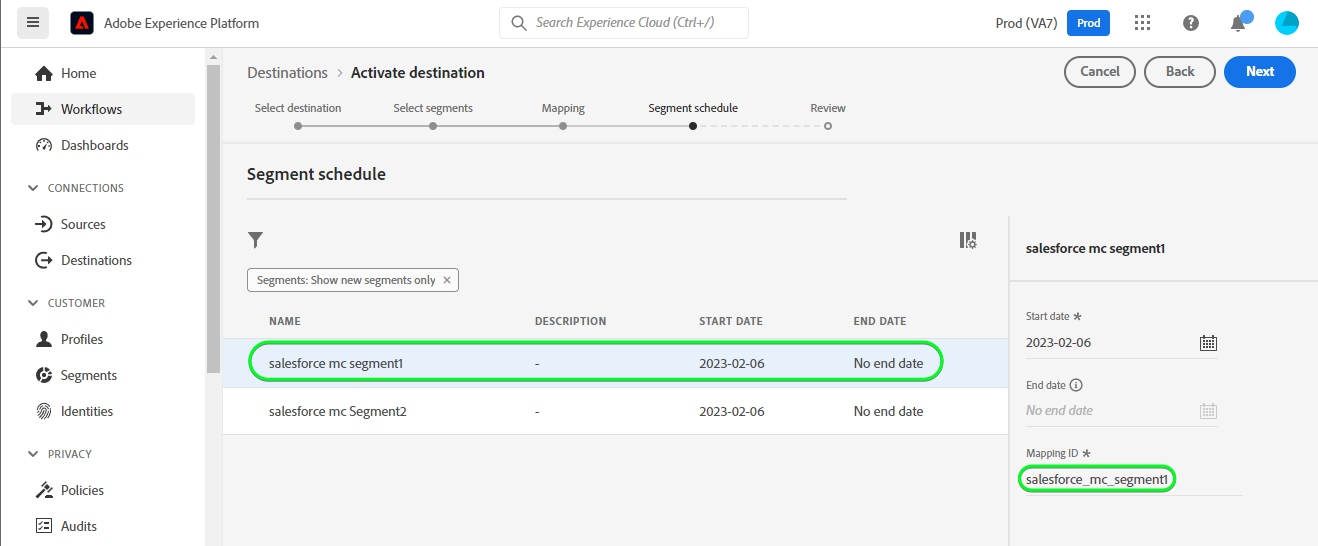 Adobe Experience Platform
Search Experience Cloud (Ctrl+/)
Prod (VA7)
Prod
Home
Workflows
Dashboards
CONNECTIONS
Sources
Destinations
CUSTOMER
Profiles
Segments
Identities
PRIVACY
Policies
Audits
Destinations > Activate destination
Cancel
Back
Next
Select destination
Select segments
Mapping
Segment schedule
Review
Segment schedule
Segments: Show new segments only ×
NAME DESCRIPTION START DATE END DATE
salesforce mc segment1 - 2023-02-06 No end date
salesforce mc Segment2 - 2023-02-06 No end date
salesforce mc segment1
Start date *
2023-02-06
End date
No end date
Mapping ID *
salesforce_mc_segment1